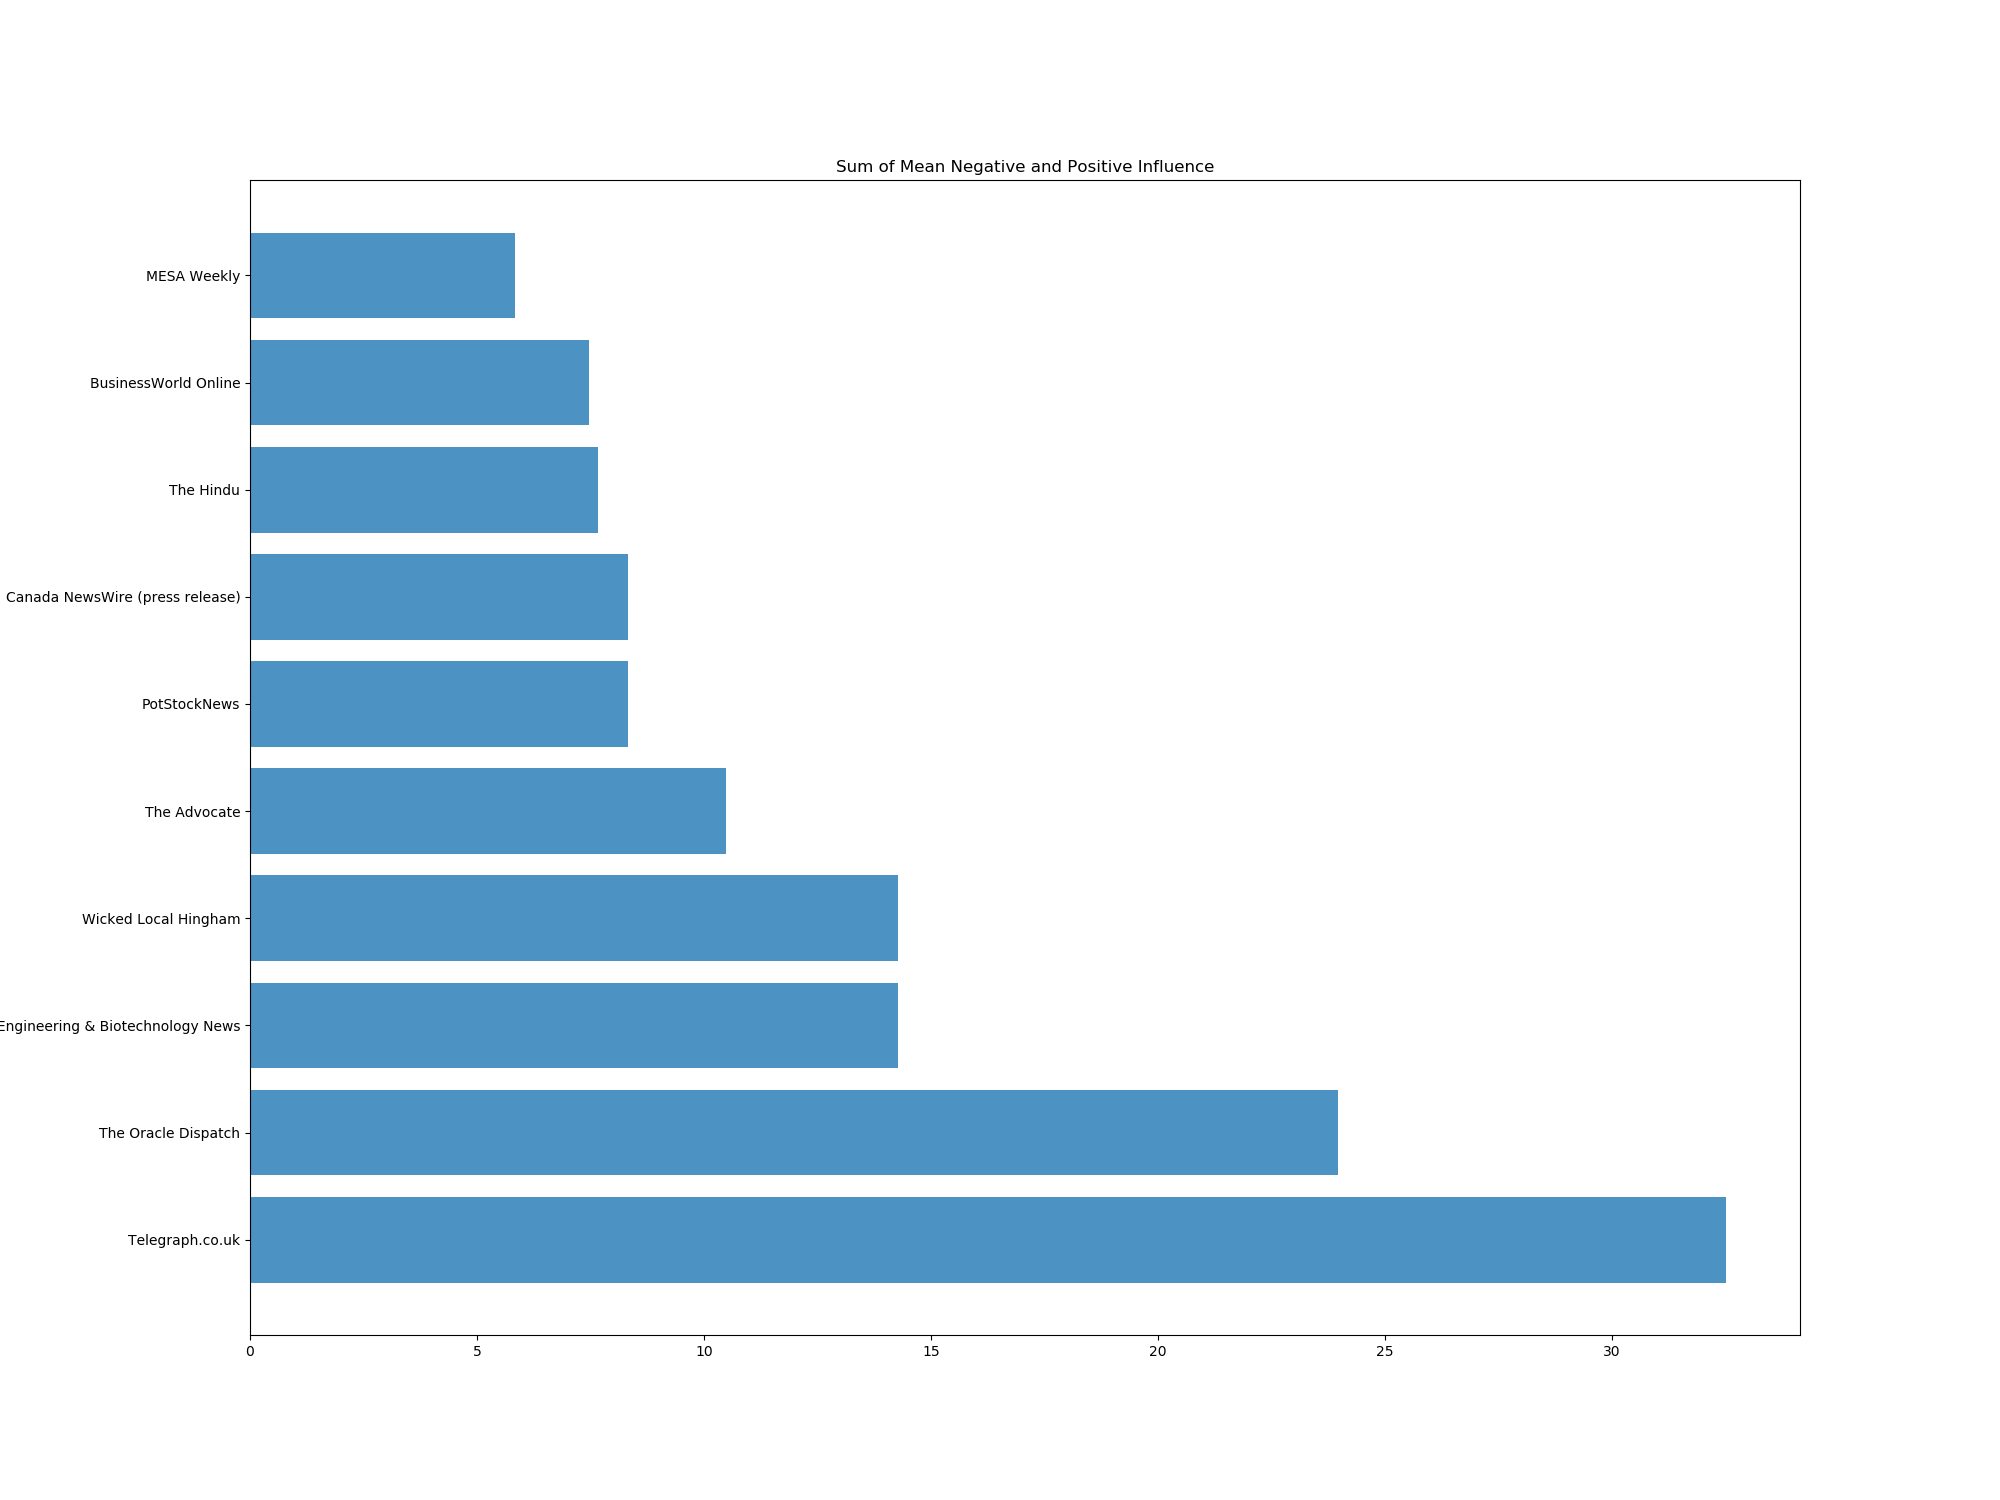 Sum of Mean Negative and Positive Influence
MESA Weekly
BusinessWorld Online
The Hindu
Canada NewsWire (press release)
PotStockNews
The Advocate
Wicked Local Hingham
Engineering & Biotechnology News
The Oracle Dispatch
Telegraph.co.uk
0 5 10 15 20 25 30